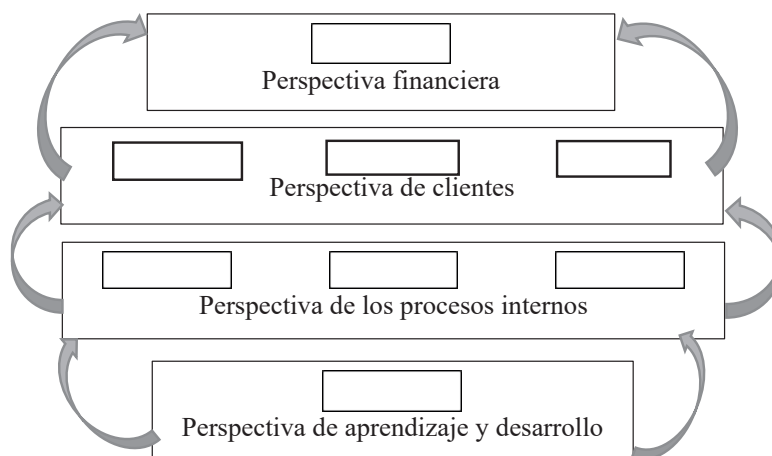 Perspectiva financiera
Perspectiva de clientes
Perspectiva de los procesos internos
Perspectiva de aprendizaje y desarrollo